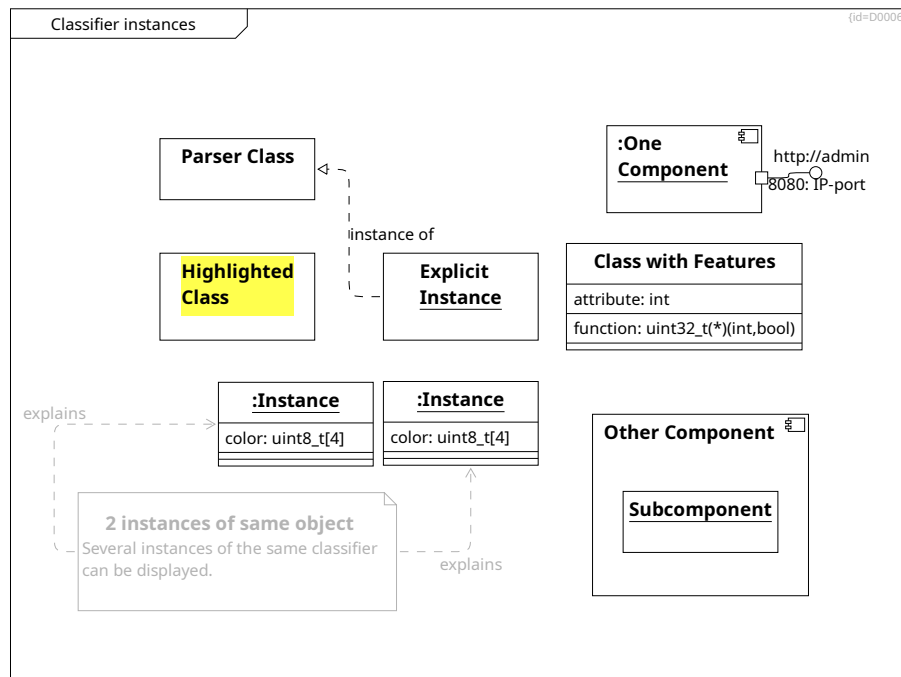 Classifier instances
{id=D0006
Parser Class
:One
Component
http://admin
8080: IP-port
instance of
Highlighted
Class
Explicit
Instance
Class with Features
attribute: int
function: uint32_t(*)(int,bool)
explains
:Instance
color: uint8_t[4]
:Instance
color: uint8_t[4]
Other Component
Subcomponent
2 instances of same object
Several instances of the same classifier
can be displayed.
explains